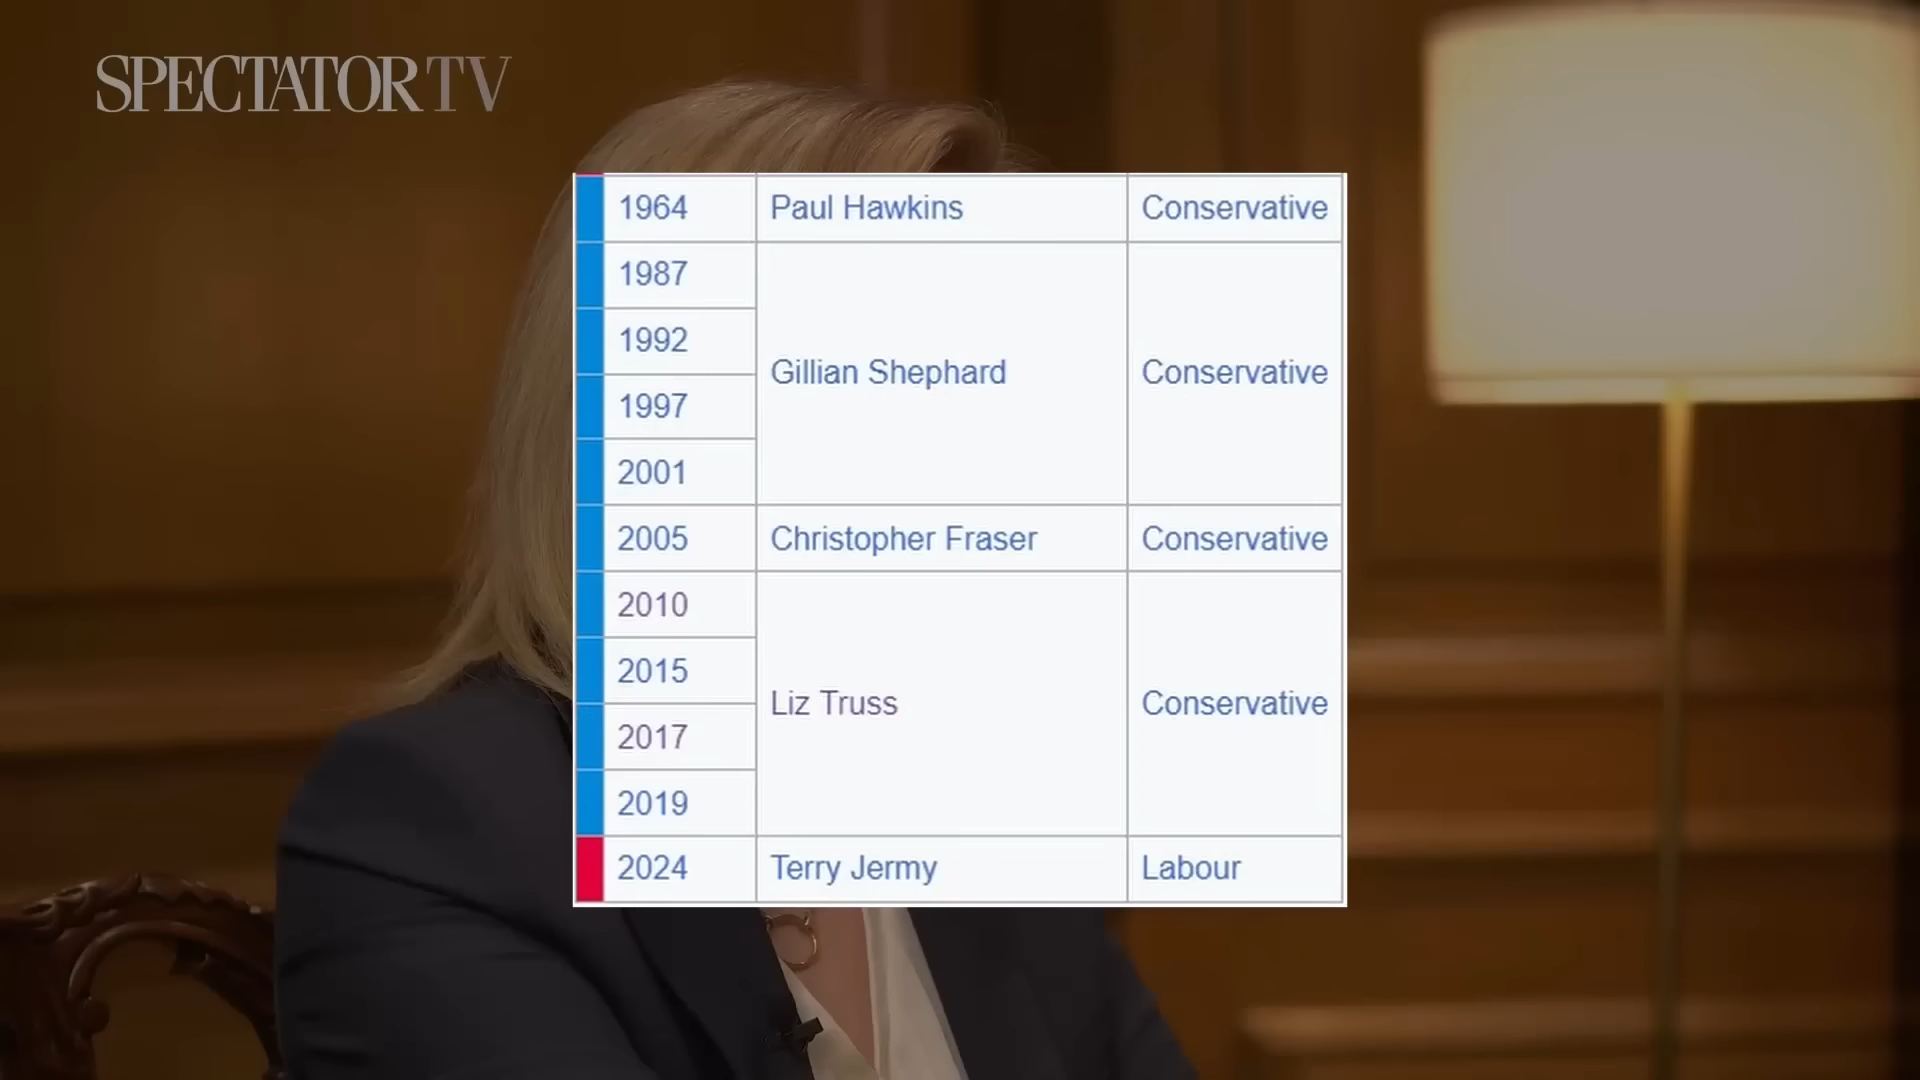 SPECTATOR TV
1964 Paul Hawkins Conservative
1987
1992
Gillian Shephard Conservative
1997
2001
2005 Christopher Fraser Conservative
2010
2015
Liz Truss Conservative
2017
2019
2024 Terry Jermy Labour